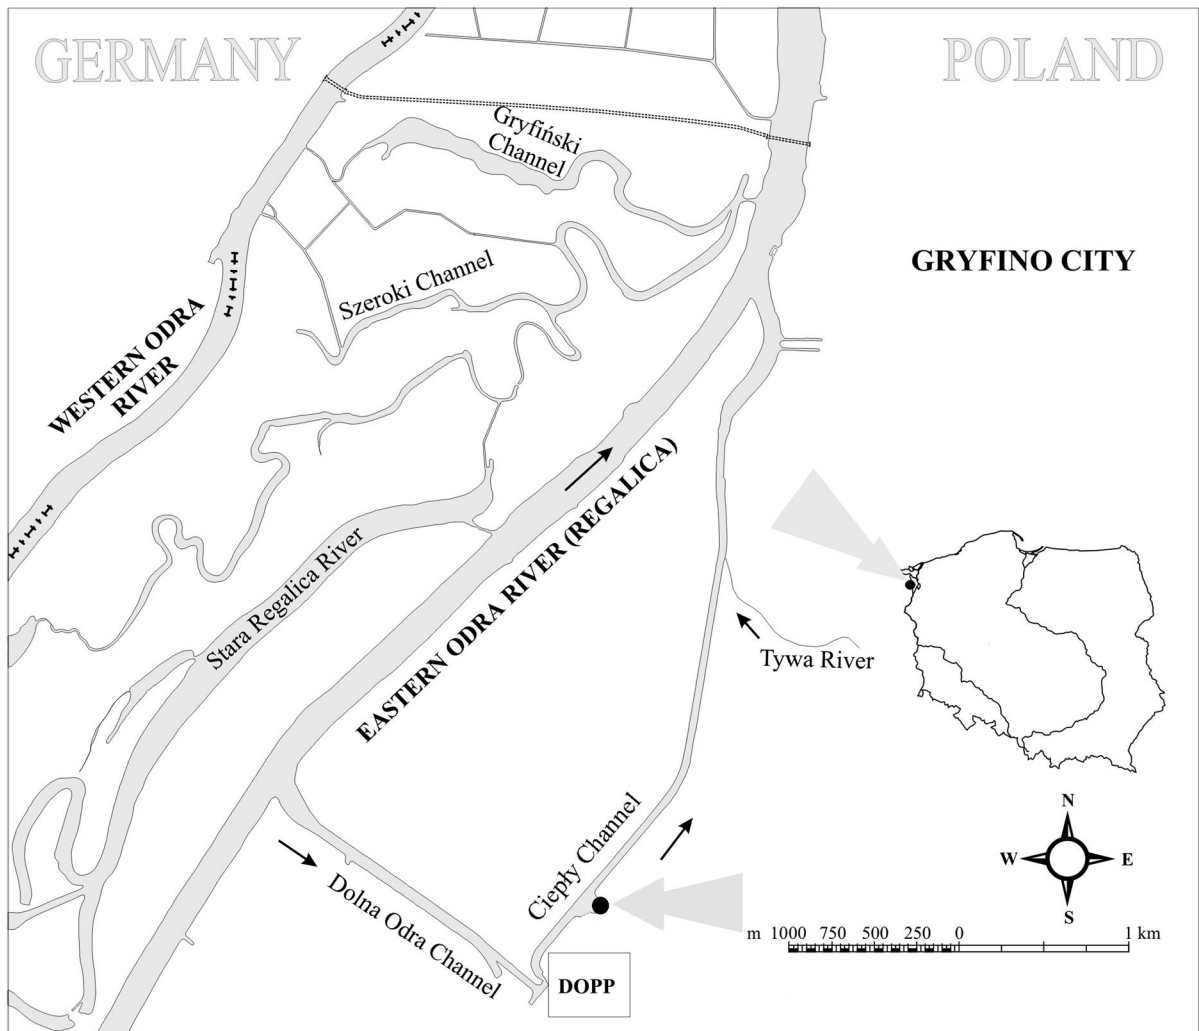 GERMANY
POLAND
Gryfiński
Channel
GRYFINO CITY
Szeroki Channel
WESTERN ODRA
RIVER
EASTERN ODRA RIVER (REGALICA)
Stara Regalica River
Tywa River
Ciepły Channel
Dolna Odra Channel
DOPP
N
W
E
S
m 1000 750 500 250 0 1 km